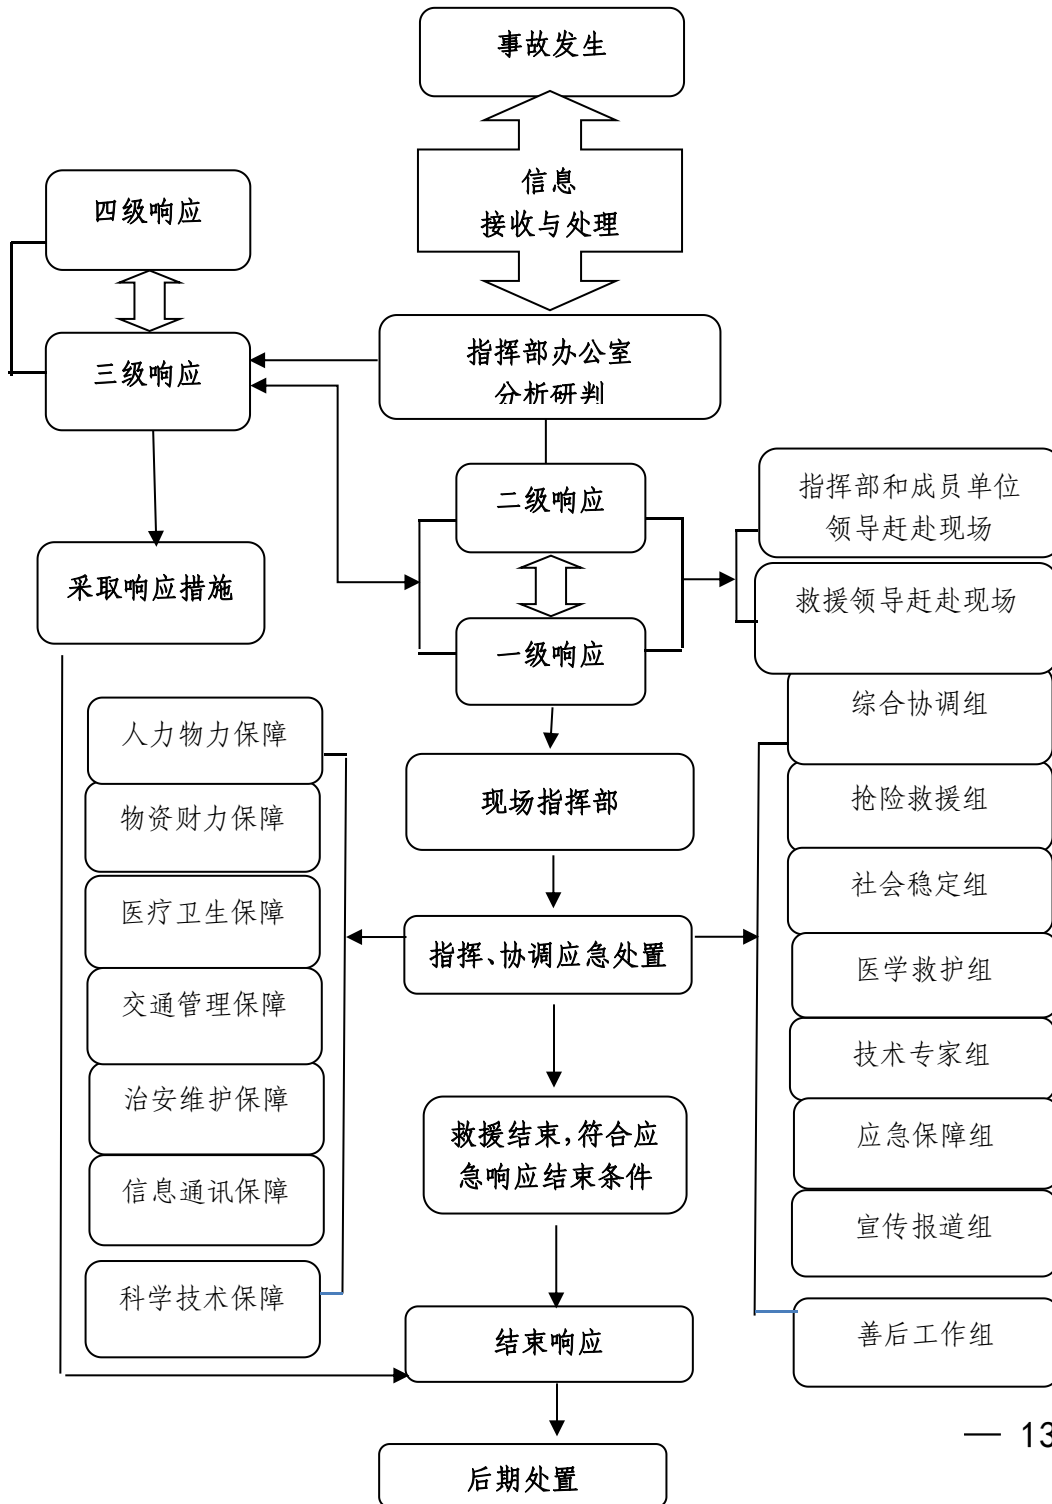 事故发生
信息
接收与处理
四级响应
三级响应
指挥部办公室
分析研判
二级响应
指挥部和成员单位
领导赶赴现场
采取响应措施
救援领导赶赴现场
一级响应
人力物力保障
综合协调组
现场指挥部
物资财力保障
抢险救援组
社会稳定组
医疗卫生保障
指挥、协调应急处置
医学救护组
交通管理保障
技术专家组
治安维护保障
救援结束，符合应
急响应结束条件
应急保障组
信息通讯保障
宣传报道组
科学技术保障
结束响应
善后工作组
— 13
后期处置